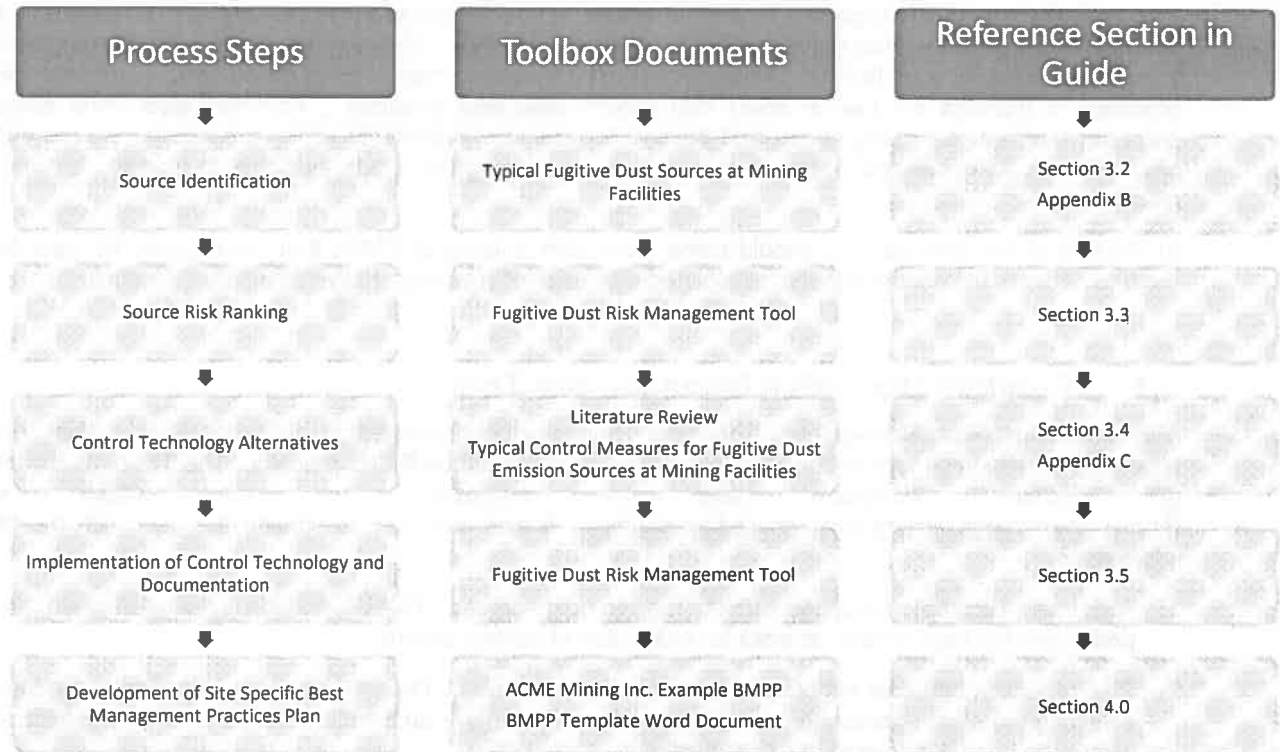 Process Steps
Source Identification
Source Risk Ranking
Control Technology Alternatives
Implementation of Control Technology and
Documentation
Development of Site Specific Best
Management Practices Plan
Toolbox Documents
Typical Fugitive Dust Sources at Mining
Facilities
Fugitive Dust Risk Management Tool
Literature Review
Typical Control Measures for Fugitive Dust
Emission Sources at Mining Facilities
Fugitive Dust Risk Management Tool
ACME Mining Inc. Example BMPP
BMPP Template Word Document
Reference Section in
Guide
Section 3.2
Appendix B
Section 3.3
Section 3.4
Appendix C
Section 3.5
Section 4.0